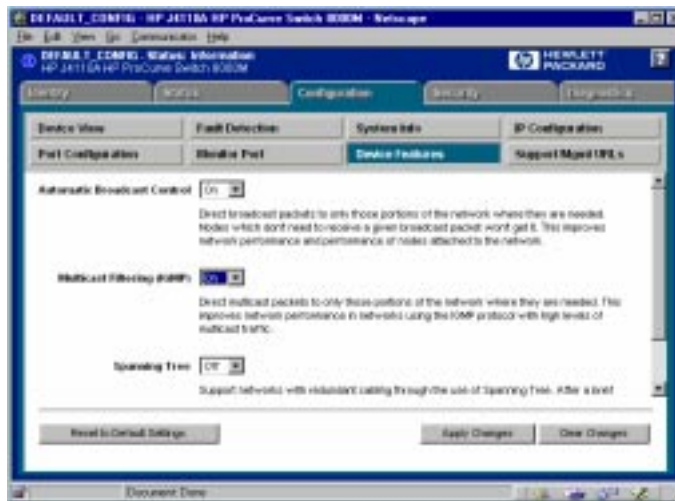 DEFAULT_CONFIG - HP J4110A HP ProCurve Switch 8000M - Netscape
File Edit View Go Communicator Help
DEFAULT_CONFIG - Status: Information
HP J4110A HP ProCurve Switch 8000M
HEWLETT PACKARD
?
Identity Status Configuration Security Diagnostics
Device View Fault Detection System Info IP Configuration
Port Configuration Monitor Port Device Features Support Mgmt URLs
Automatic Broadcast Control On
Direct broadcast packets to only those portions of the network where they are needed.
Nodes which don't need to receive a given broadcast packet won't get it. This improves
network performance and performance of nodes attached to the network.
Multicast Filtering (IGMP) On
Direct multicast packets to only those portions of the network where they are needed. This
improves network performance in networks using the IGMP protocol with high levels of
multicast traffic.
Spanning Tree Off
Support networks with redundant cabling through the use of Spanning Tree. After a brief
Reset to Default Settings Apply Changes Clear Changes
Document: Done